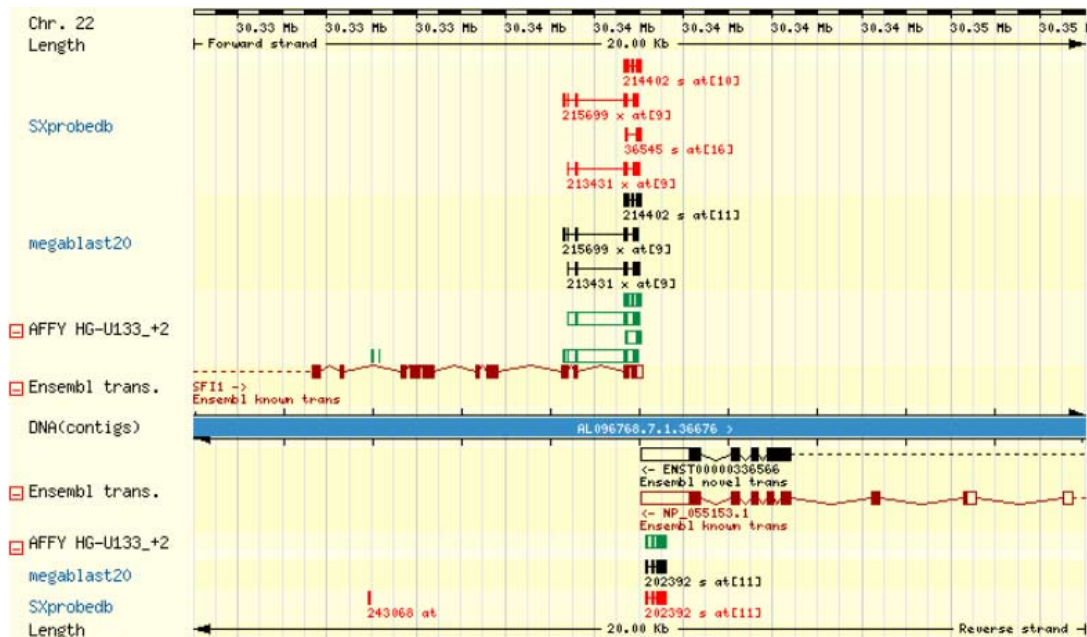 Chr. 22
30.33 Mb 30.33 Mb 30.33 Mb 30.34 Mb 30.34 Mb 30.34 Mb 30.34 Mb 30.34 Mb 30.35 Mb 30.35
Length
Forward strand 20.00 Kb
214402 s at[10]
215699 x at[9]
SXprobedb
36545 s at[16]
213431 x at[9]
214402 s at[11]
megablast20
215699 x at[9]
213431 x at[9]
AFFY HG-U133_+2
Ensembl trans.
SFI1 ->
Ensembl known trans
DNA(contigs)
AL096768.7.1.36676 >
<- ENST00000336566
Ensembl novel trans
Ensembl trans.
<- NP_055153.1
Ensembl known trans
AFFY HG-U133_+2
megablast20
202392 s at[11]
SXprobedb
243068 at 202392 s at[11]
Length
20.00 Kb Reverse strand